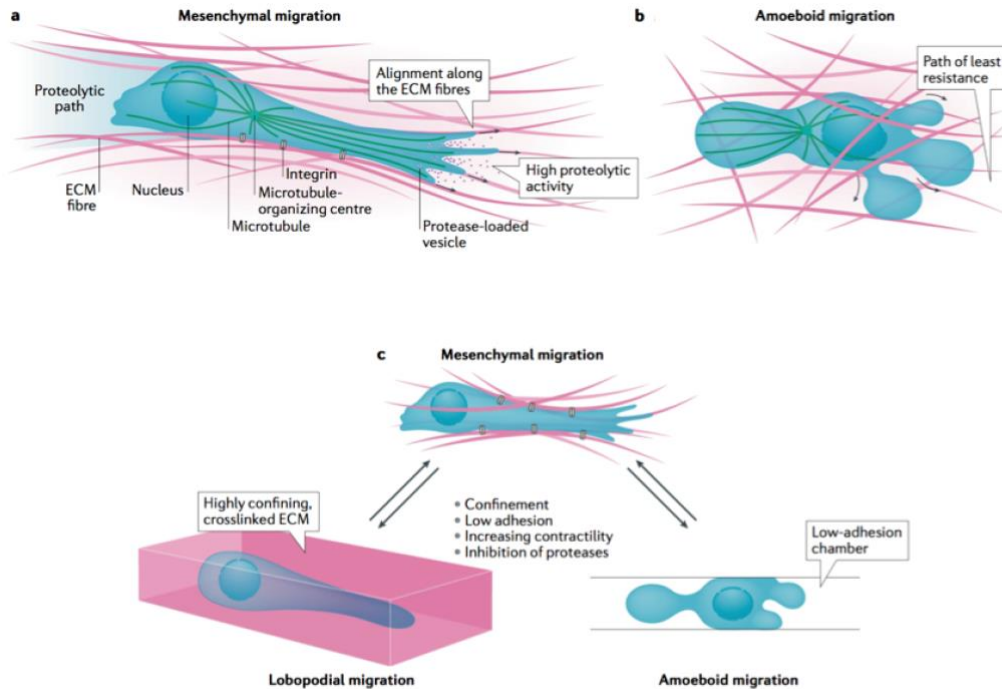 a
Mesenchymal migration
Proteolytic
path
Alignment along
the ECM fibres
High proteolytic
activity
ECM
fibre
Nucleus
Integrin
Microtubule-
organizing centre
Microtubule
Protease-loaded
vesicle
b
Amoeboid migration
Path of least
resistance
c
Mesenchymal migration
Highly confining,
crosslinked ECM
• Confinement
• Low adhesion
• Increasing contractility
• Inhibition of proteases
Low-adhesion
chamber
Lobopodial migration
Amoeboid migration